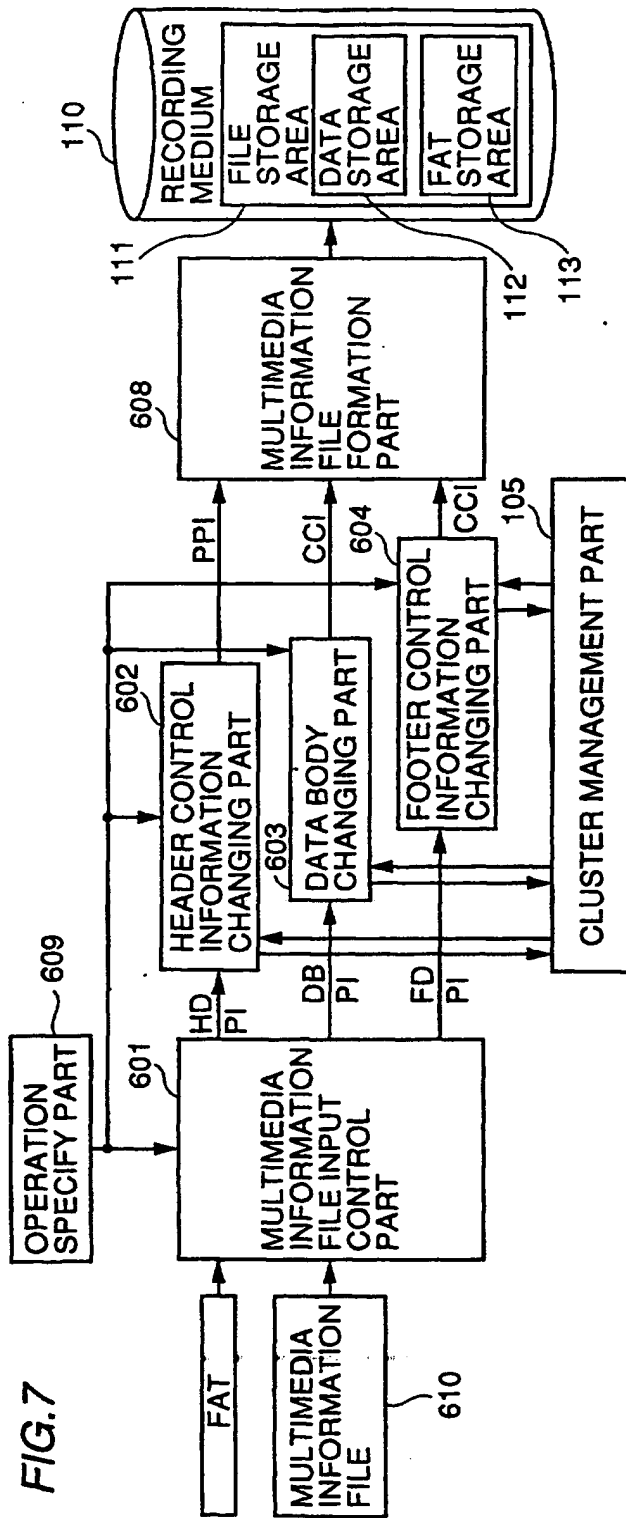 FIG.7
OPERATION
SPECIFY PART
609
FAT
MULTIMEDIA
INFORMATION
FILE
610
601
MULTIMEDIA
INFORMATION
FILE INPUT
CONTROL
PART
HD
PI
DB
PI
FD
PI
602
HEADER CONTROL
INFORMATION
CHANGING PART
603
DATA BODY
CHANGING PART
604
FOOTER CONTROL
INFORMATION
CHANGING PART
105
CLUSTER MANAGEMENT PART
PPI
CCI
CCI
608
MULTIMEDIA
INFORMATION
FILE
FORMATION
PART
110
RECORDING
MEDIUM
111
FILE
STORAGE
AREA
112
DATA
STORAGE
AREA
113
FAT
STORAGE
AREA